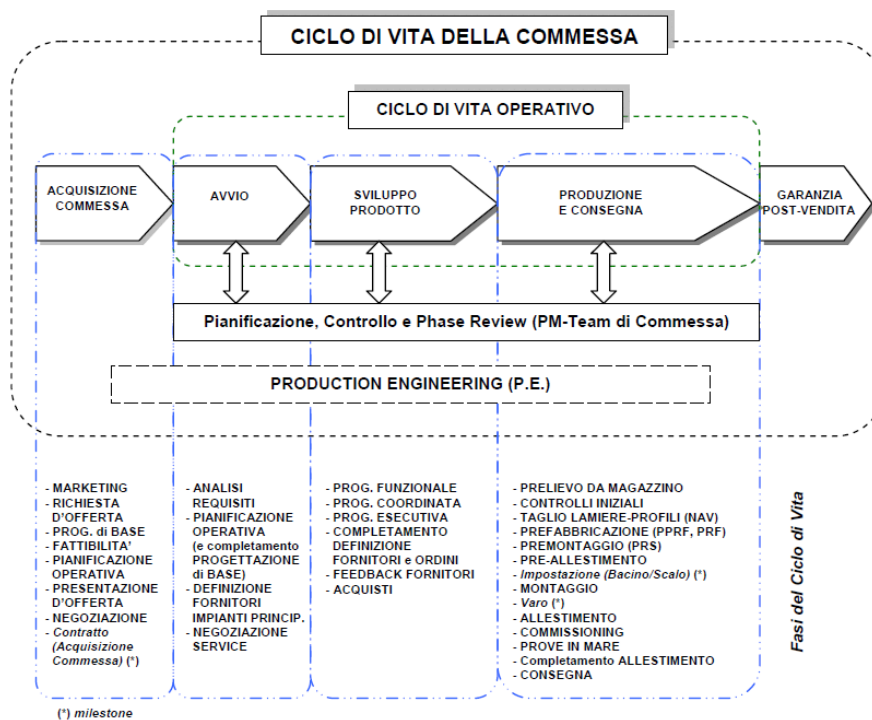 CICLO DI VITA DELLA COMMESSA
CICLO DI VITA OPERATIVO
ACQUISIZIONE
COMMESSA
AVVIO
SVILUPPO
PRODOTTO
PRODUZIONE
E CONSEGNA
GARANZIA
POST-VENDITA
Pianificazione, Controllo e Phase Review (PM-Team di Commessa)
PRODUCTION ENGINEERING (P.E.)
- MARKETING
- RICHIESTA
D'OFFERTA
- PROG. di BASE
- FATTIBILITA'
- PIANIFICAZIONE
OPERATIVA
- PRESENTAZIONE
D'OFFERTA
- NEGOZIAZIONE
- Contratto
(Acquisizione
Commessa) (*)
- ANALISI
REQUISITI
- PIANIFICAZIONE
OPERATIVA
(e completamento
PROGETTAZIONE
di BASE)
- DEFINIZIONE
FORNITORI
IMPIANTI PRINCIP.
- NEGOZIAZIONE
SERVICE
- PROG. FUNZIONALE
- PROG. COORDINATA
- PROG. ESECUTIVA
- COMPLETAMENTO
DEFINIZIONE
FORNITORI e ORDINI
- FEEDBACK FORNITORI
- ACQUISTI
- PRELIEVO DA MAGAZZINO
- CONTROLLI INIZIALI
- TAGLIO LAMIERE-PROFILI (NAV)
- PREFABBRICAZIONE (PPRF, PRF)
- PREMONTAGGIO (PRS)
- PRE-ALLESTIMENTO
- Impostazione (Bacino/Scalo) (*)
- MONTAGGIO
- Varo (*)
- ALLESTIMENTO
- COMMISSIONING
- PROVE IN MARE
- Completamento ALLESTIMENTO
- CONSEGNA
Fasi del Ciclo di Vita
(*) milestone